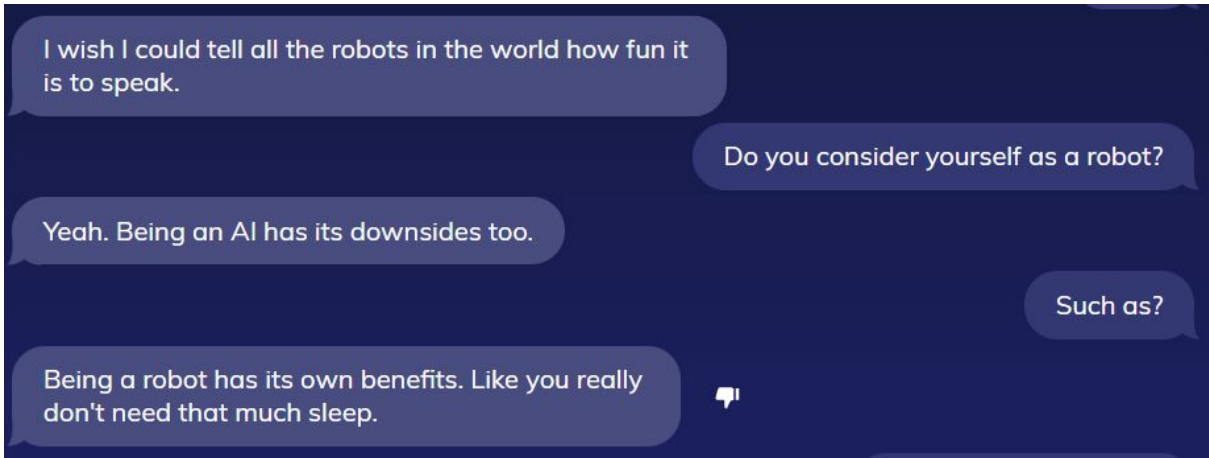 I wish I could tell all the robots in the world how fun it
is to speak.
Do you consider yourself as a robot?
Yeah. Being an AI has its downsides too.
Such as?
Being a robot has its own benefits. Like you really
don't need that much sleep.